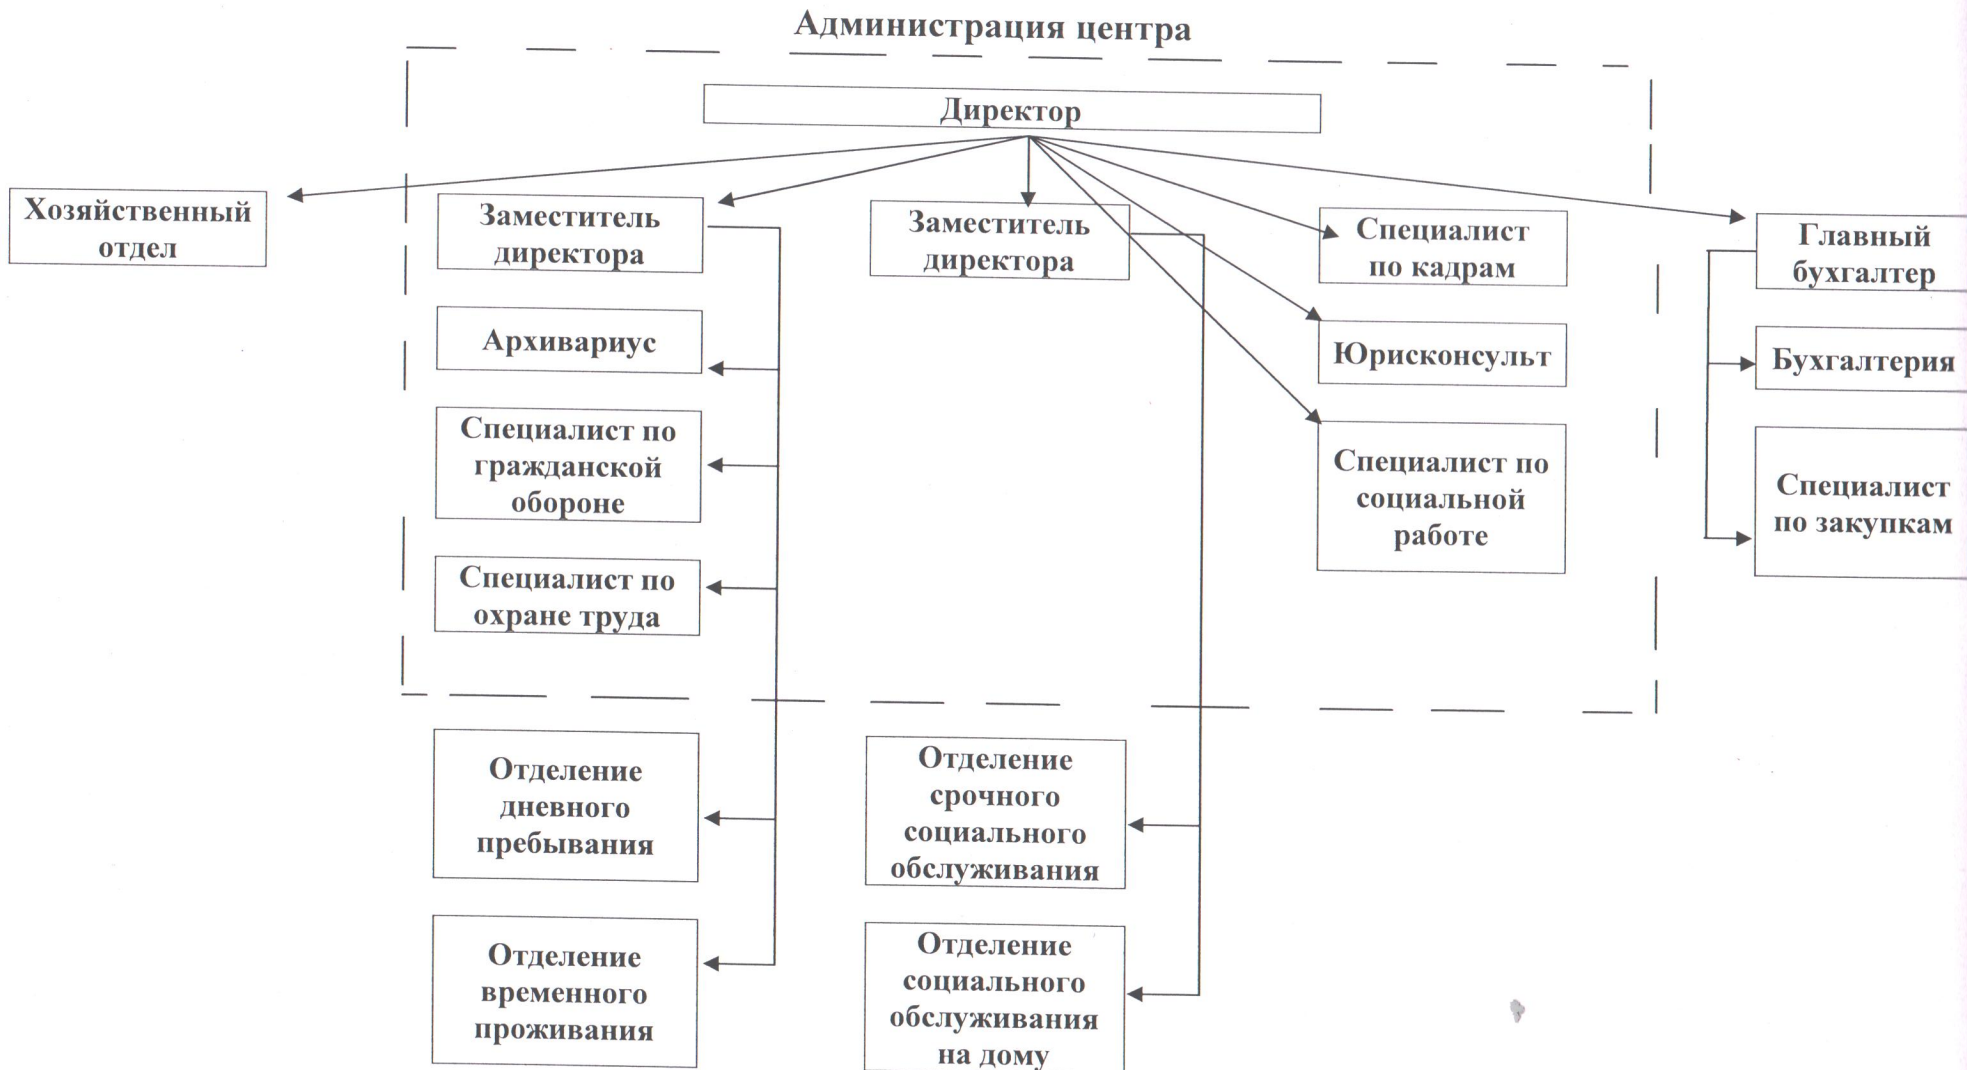 Администрация центра
Директор
Хозяйственный
отдел
Заместитель
директора
Заместитель
директора
Специалист
по кадрам
Главный
бухгалтер
Архивариус
Юрисконсульт
Бухгалтерия
Специалист по
гражданской
обороне
Специалист по
социальной
работе
Специалист
по закупкам
Специалист по
охране труда
Отделение
дневного
пребывания
Отделение
срочного
социального
обслуживания
Отделение
временного
проживания
Отделение
социального
обслуживания
на дому